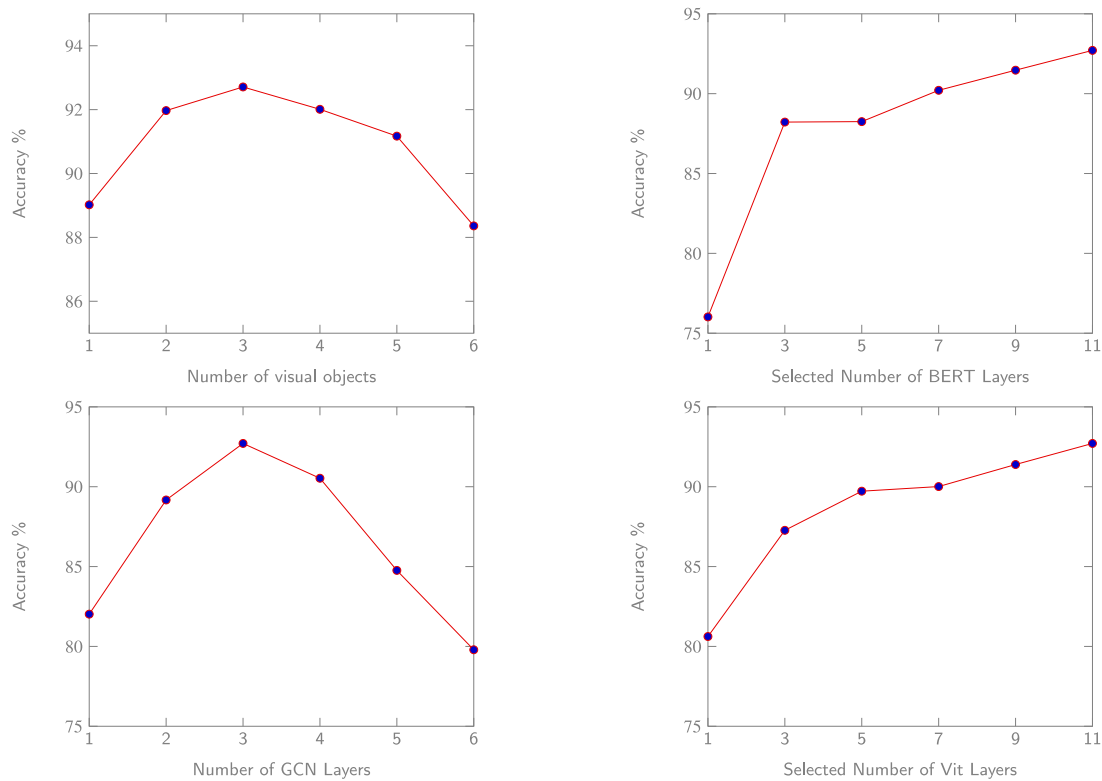 94
92
90
88
86
Accuracy %
1 2 3 4 5 6
Number of visual objects
95
90
85
80
75
Accuracy %
1 3 5 7 9 11
Selected Number of BERT Layers
95
90
85
80
75
Accuracy %
1 2 3 4 5 6
Number of GCN Layers
95
90
85
80
75
Accuracy %
1 3 5 7 9 11
Selected Number of Vit Layers